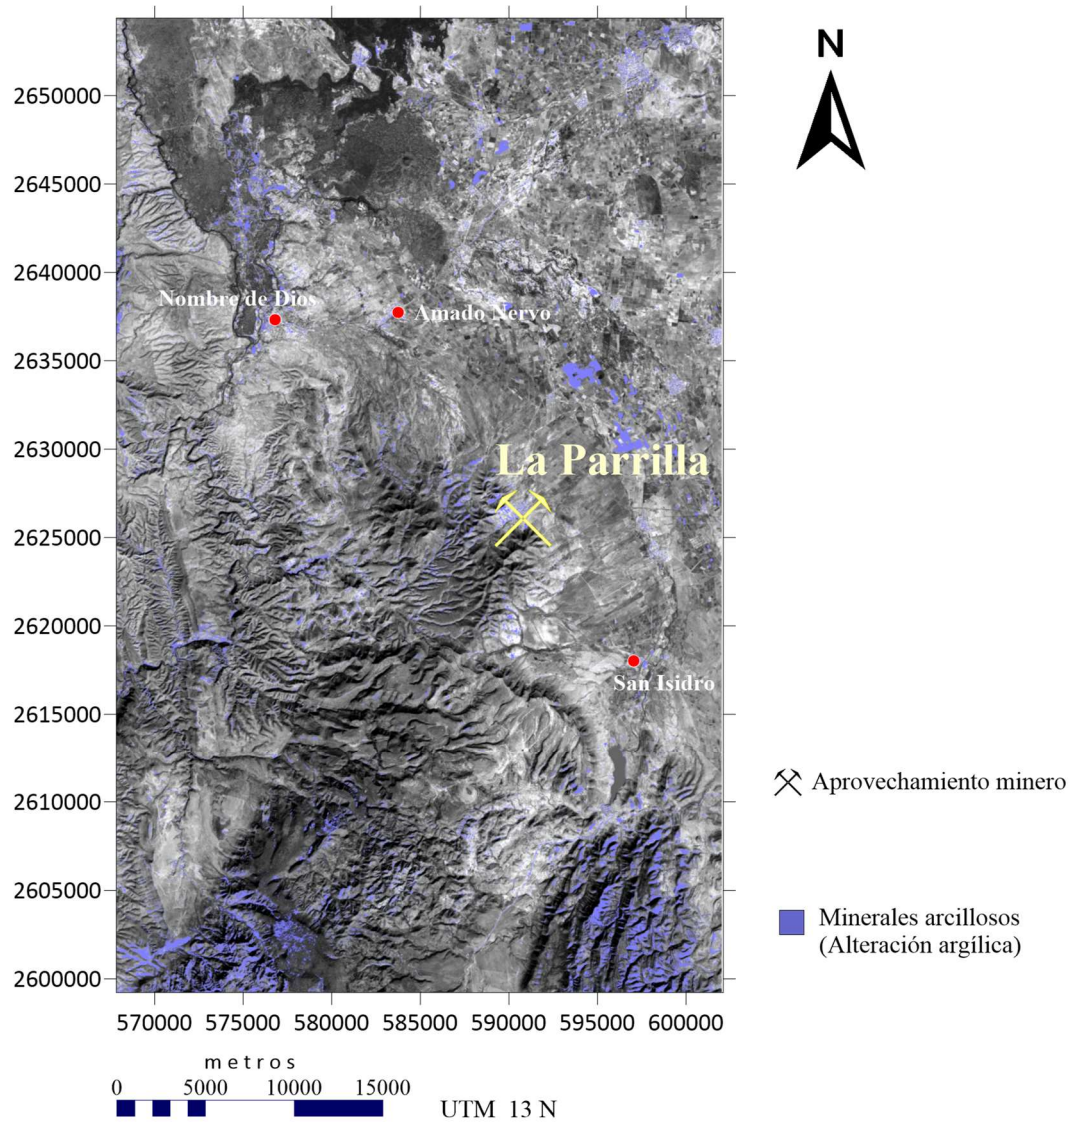 N
2650000
2645000
2640000
2635000
2630000
2625000
2620000
2615000
2610000
2605000
2600000
Nombre de Dios
Amado Nervo
La Parrilla
San Isidro
Aprovechamiento minero
Minerales arcillosos
(Alteración argílica)
570000 575000 580000 585000 590000 595000 600000
metros
0 5000 10000 15000
UTM 13 N